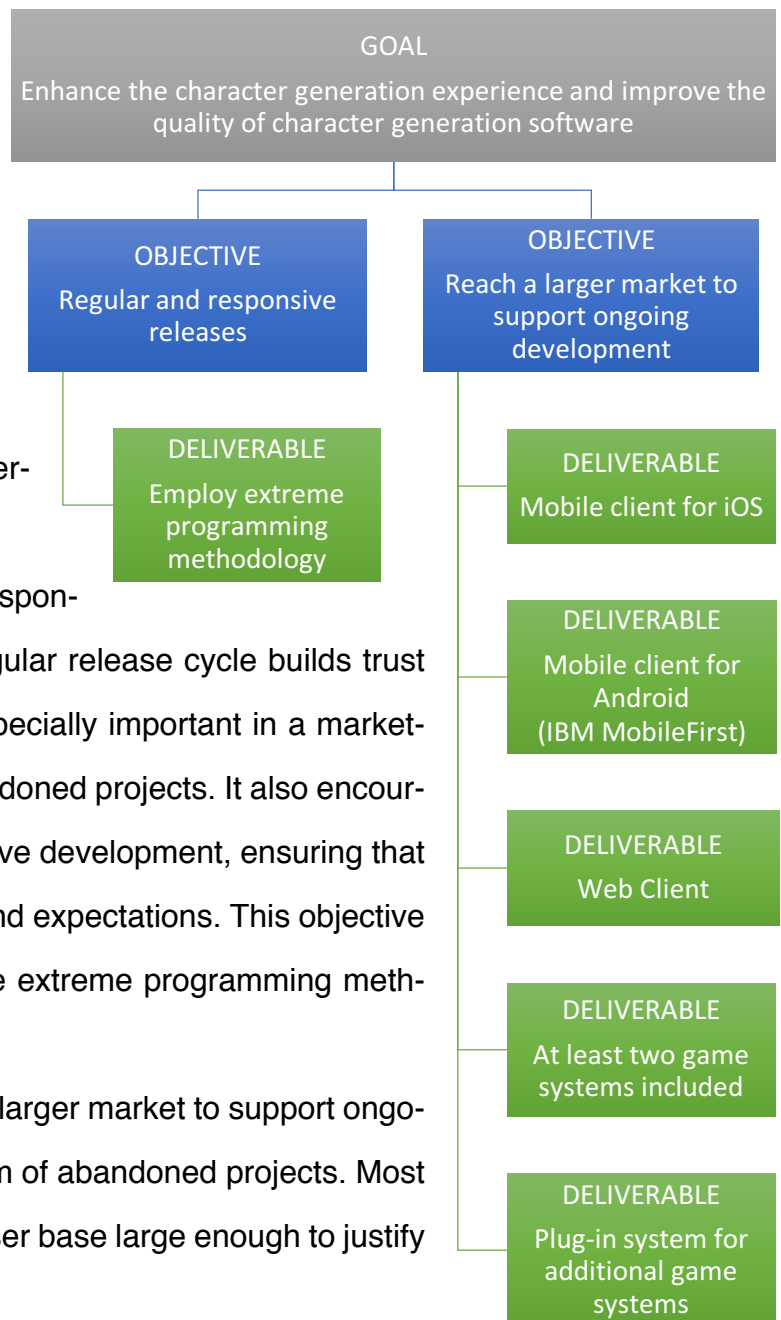 GOAL
Enhance the character generation experience and improve the
quality of character generation software
OBJECTIVE
Regular and responsive
releases
OBJECTIVE
Reach a larger market to
support ongoing
development
DELIVERABLE
Employ extreme
programming
methodology
DELIVERABLE
Mobile client for iOS
DELIVERABLE
Mobile client for
Android
(IBM MobileFirst)
DELIVERABLE
Web Client
DELIVERABLE
At least two game
systems included
DELIVERABLE
Plug-in system for
additional game
systems
er-
spon-
gular release cycle builds trust
pecially important in a market-
doned projects. It also encour-
ve development, ensuring that
nd expectations. This objective
e extreme programming meth-
larger market to support ongo-
m of abandoned projects. Most
ser base large enough to justify